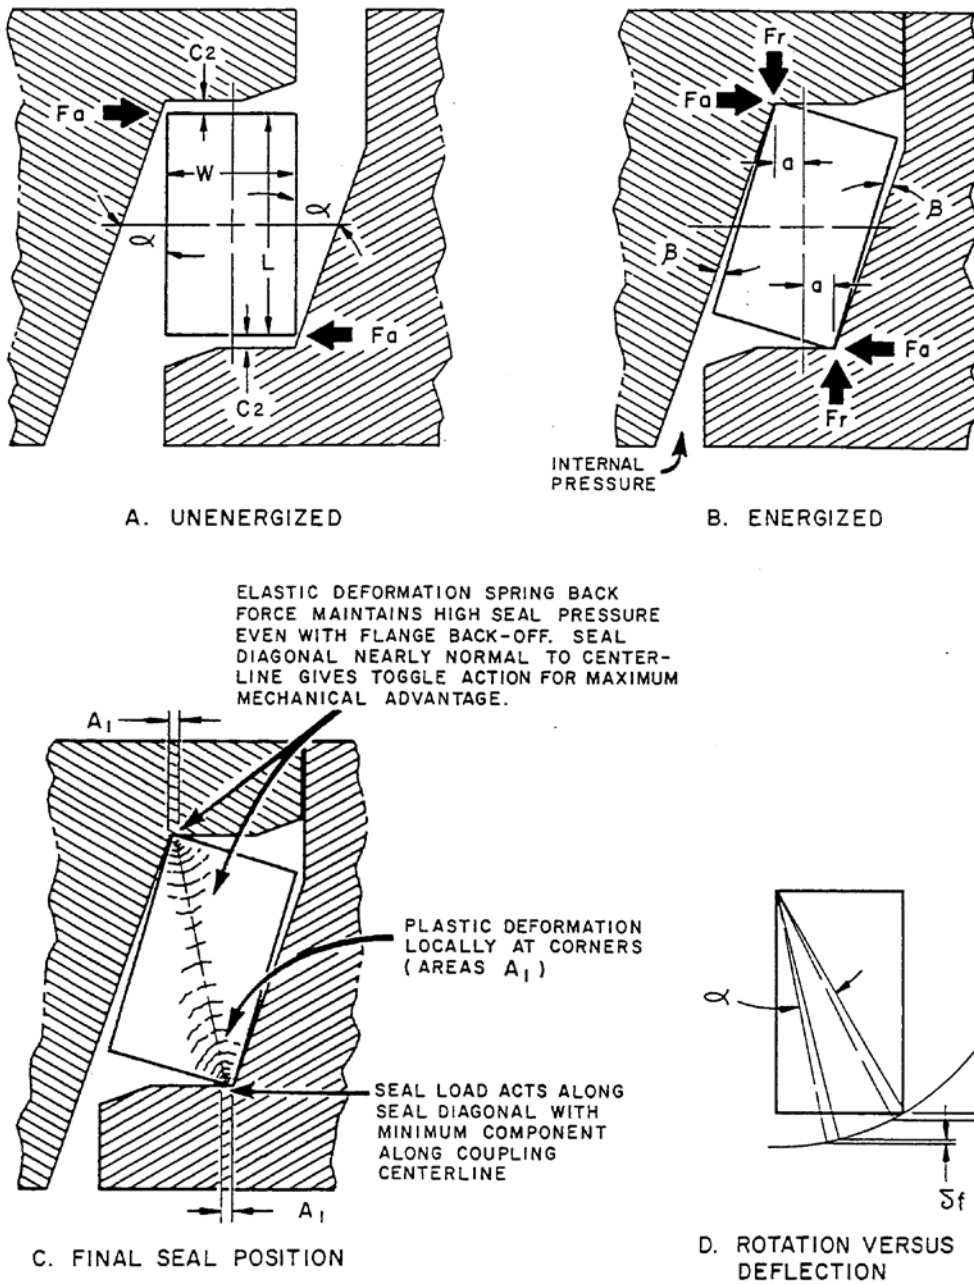 C2
Fa
W
α
α
L
Fa
C2
A. UNENERGIZED
Fr
Fa
a
β
β
a
Fa
Fr
INTERNAL
PRESSURE
B. ENERGIZED
ELASTIC DEFORMATION SPRING BACK
FORCE MAINTAINS HIGH SEAL PRESSURE
EVEN WITH FLANGE BACK-OFF. SEAL
DIAGONAL NEARLY NORMAL TO CENTER-
LINE GIVES TOGGLE ACTION FOR MAXIMUM
MECHANICAL ADVANTAGE.
A₁
PLASTIC DEFORMATION
LOCALLY AT CORNERS
(AREAS A₁)
SEAL LOAD ACTS ALONG
SEAL DIAGONAL WITH
MINIMUM COMPONENT
ALONG COUPLING
CENTERLINE
A₁
C. FINAL SEAL POSITION
α
δf
D. ROTATION VERSUS
DEFLECTION